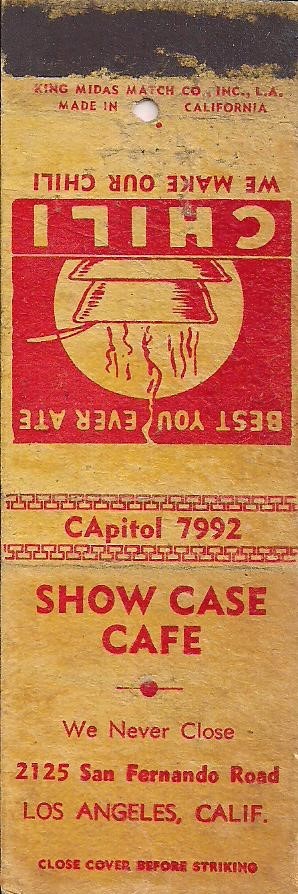 KING MIDAS MATCH CO., INC., L.A.
MADE IN CALIFORNIA
BEST YOU EVER ATE
CHILI
WE MAKE OUR CHILI
CApitol 7992
SHOW CASE
CAFE
We Never Close
2125 San Fernando Road
LOS ANGELES, CALIF.
CLOSE COVER BEFORE STRIKING